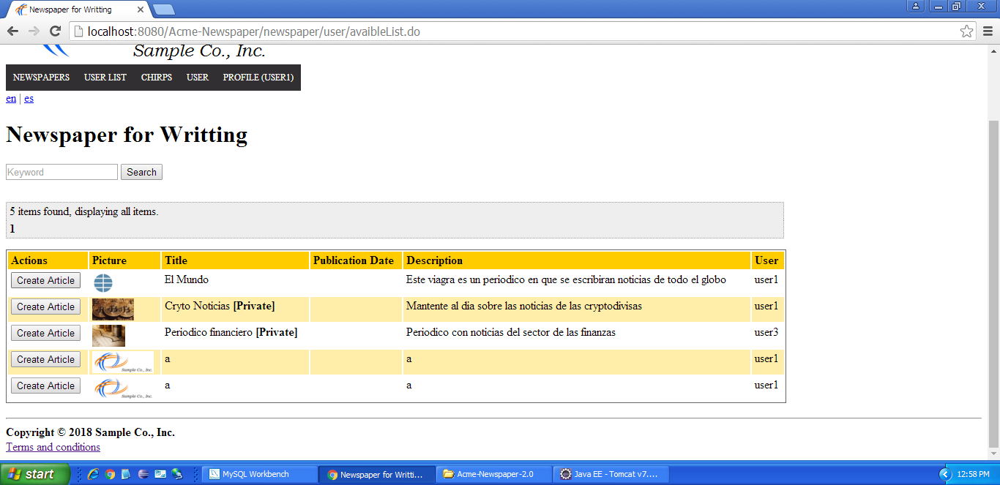 Newspaper for Writting
localhost:8080/Acme-Newspaper/newspaper/user/avaibleList.do
Sample Co., Inc.
NEWSPAPERS USER LIST CHIRPS USER PROFILE (USER1)
en | es
Newspaper for Writting
Keyword Search
5 items found, displaying all items.
1
Actions Picture Title Publication Date Description User
Create Article El Mundo Este viagra es un periodico en que se escribiran noticias de todo el globo user1
Create Article Cryto Noticias [Private] Mantente al dia sobre las noticias de las cryptodivisas user1
Create Article Periodico financiero [Private] Periodico con noticias del sector de las finanzas user3
Create Article Sample Co., Inc. a a user1
Create Article Sample Co., Inc. a a user1
Copyright © 2018 Sample Co., Inc.
Terms and conditions
start MySQL Workbench Newspaper for Writti... Acme-Newspaper-2.0 Java EE - Tomcat v7.... 12:58 PM